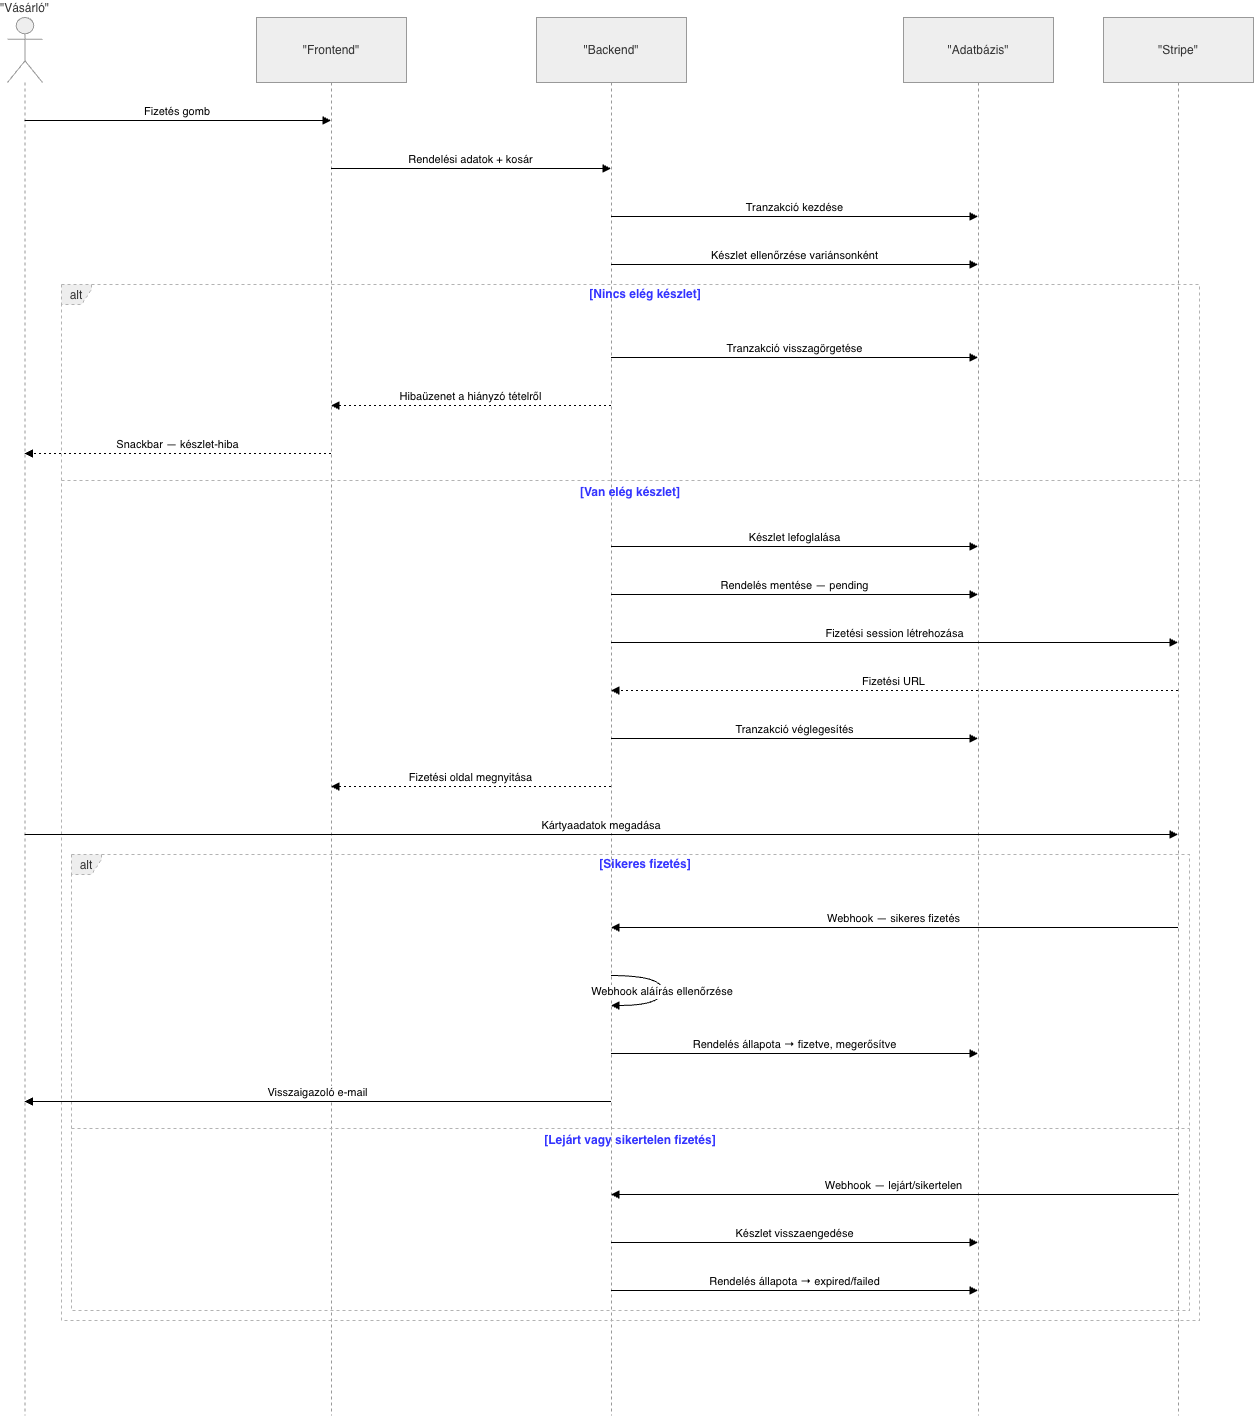 "Vásárló"
"Frontend"
"Backend"
"Adatbázis"
"Stripe"
Fizetés gomb
Rendelési adatok + kosár
Tranzakció kezdése
Készlet ellenőrzése variánsonként
alt
[Nincs elég készlet]
Tranzakció visszagörgetése
Hibaüzenet a hiányzó tételről
Snackbar — készlet-hiba
[Van elég készlet]
Készlet lefoglalása
Rendelés mentése — pending
Fizetési session létrehozása
Fizetési URL
Tranzakció véglegesítés
Fizetési oldal megnyitása
Kártyaadatok megadása
alt
[Sikeres fizetés]
Webhook — sikeres fizetés
Webhook aláírás ellenőrzése
Rendelés állapota → fizetve, megerősítve
Visszaigazoló e-mail
[Lejárt vagy sikertelen fizetés]
Webhook — lejárt/sikertelen
Készlet visszaengedése
Rendelés állapota → expired/failed